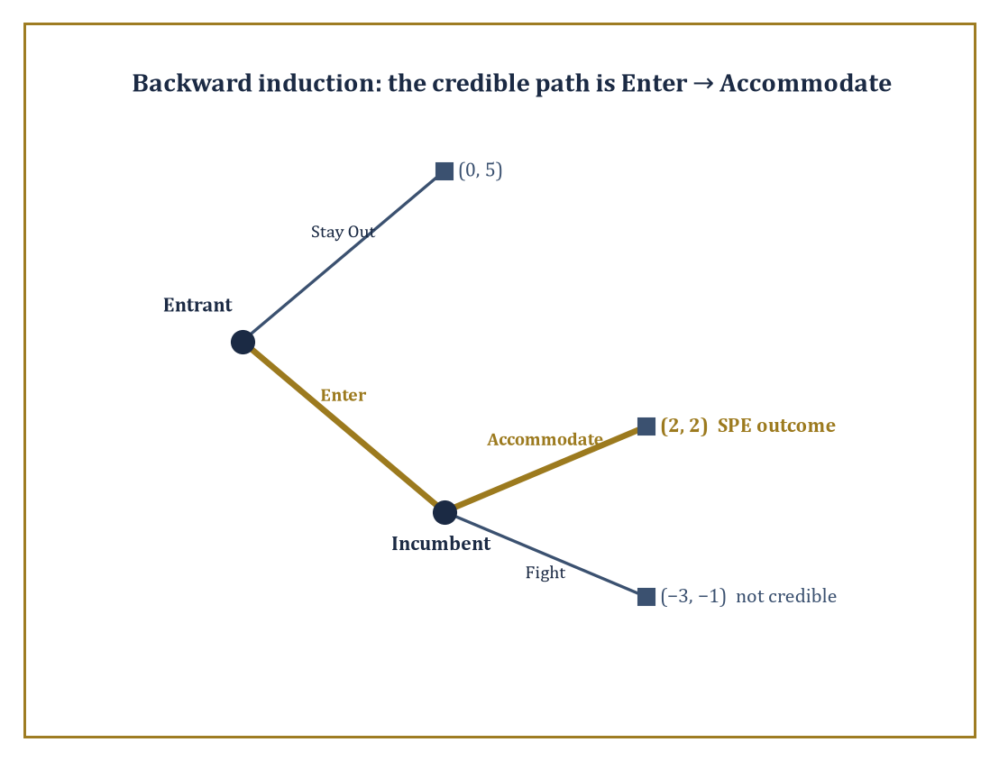 Backward induction: the credible path is Enter → Accommodate
(0, 5)
Stay Out
Entrant
Enter
(2, 2)  SPE outcome
Accommodate
Incumbent
Fight
(−3, −1)  not credible